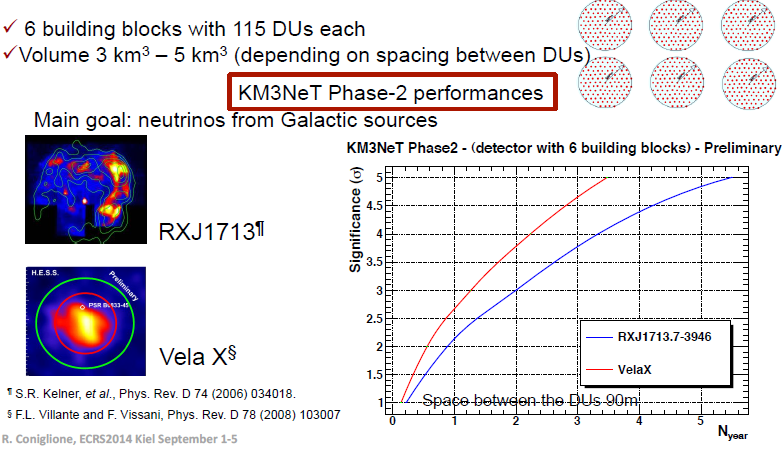 ✓ 6 building blocks with 115 DUs each
✓Volume 3 km³ – 5 km³ (depending on spacing between DUs)
KM3NeT Phase-2 performances
Main goal: neutrinos from Galactic sources
RXJ1713¶
H.E.S.S.
Preliminary
Vela X§
¶ S.R. Kelner, et al., Phys. Rev. D 74 (2006) 034018.
§ F.L. Villante and F. Vissani, Phys. Rev. D 78 (2008) 103007
R. Coniglione, ECRS2014 Kiel September 1-5
KM3NeT Phase2 - (detector with 6 building blocks) - Preliminary
Significance (σ)
5
4.5
4
3.5
3
2.5
2
1.5
1
RXJ1713.7-3946
VelaX
Space between the DUs 90m
0 1 2 3 4 5
Nyear